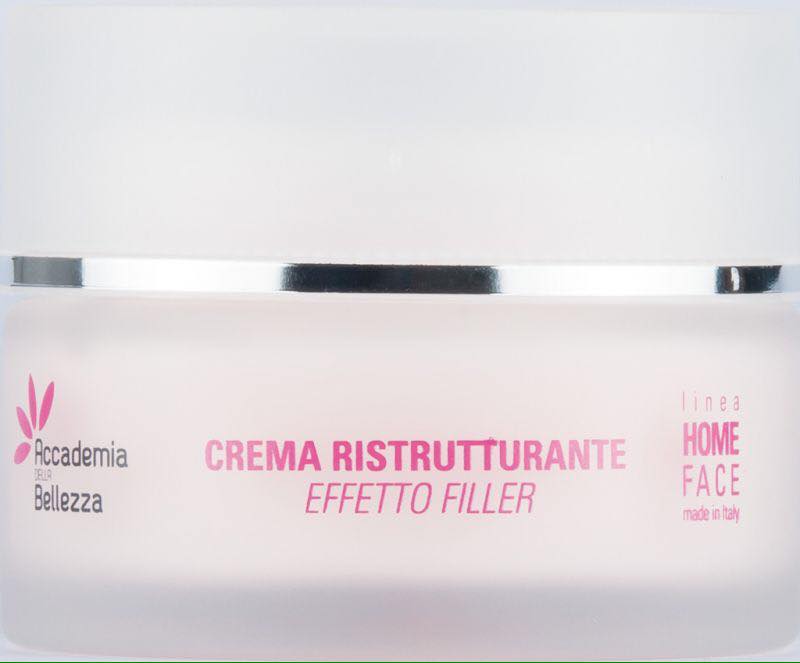 Accademia
DELLA
Bellezza
CREMA RISTRUTTURANTE
EFFETTO FILLER
linea
HOME
FACE
made in Italy